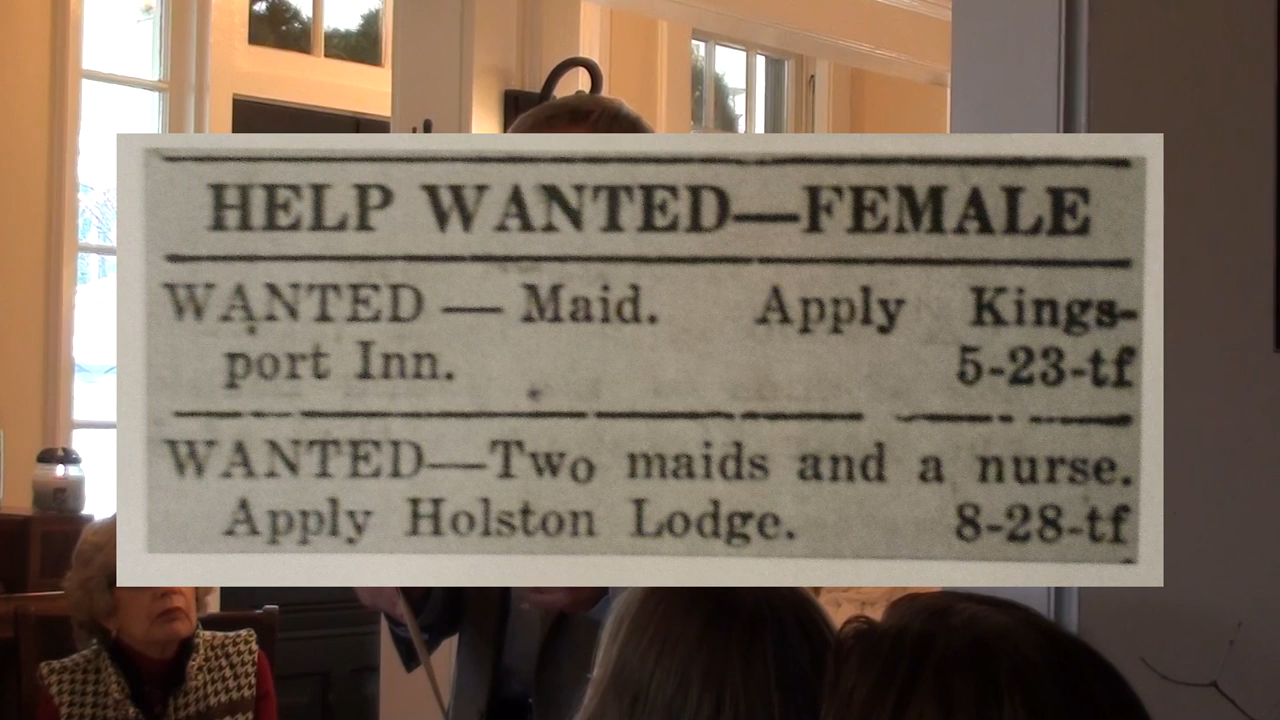 HELP WANTED—FEMALE
WANTED — Maid. Apply Kings-
port Inn. 5-23-tf
WANTED—Two maids and a nurse.
Apply Holston Lodge. 8-28-tf